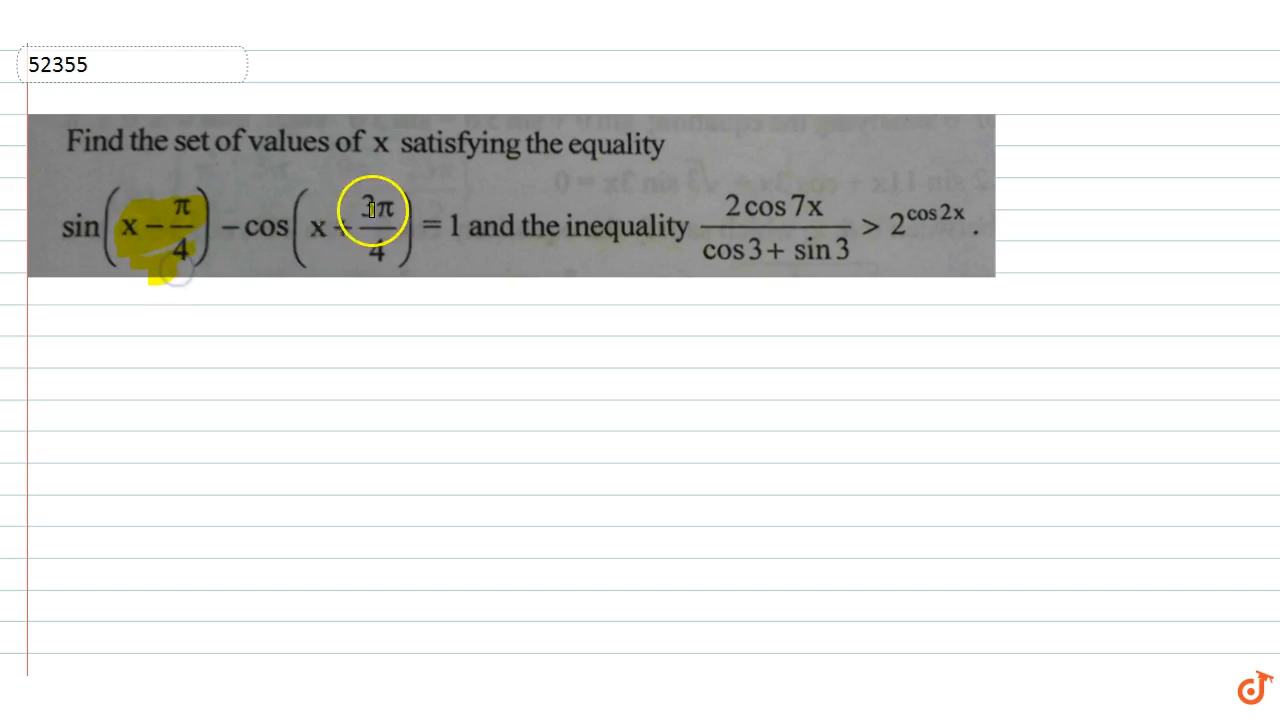 52355
Find the set of values of x satisfying the equality
sin(x − π/4) − cos(x + 3π/4) = 1 and the inequality 2 cos 7x / cos 3 + sin 3 > 2^cos 2x .